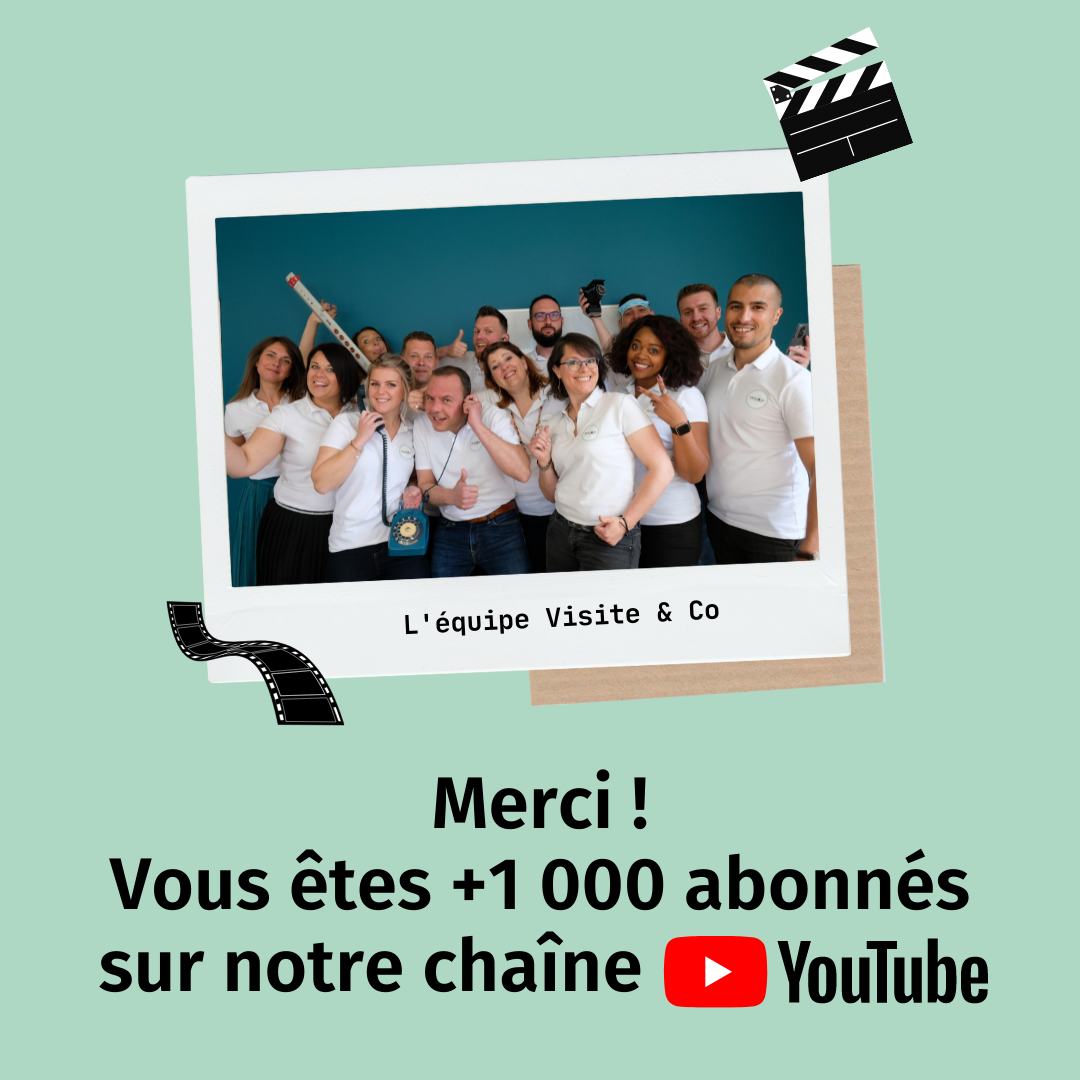 L'équipe Visite & Co
Merci !
Vous êtes +1 000 abonnés
sur notre chaîne YouTube